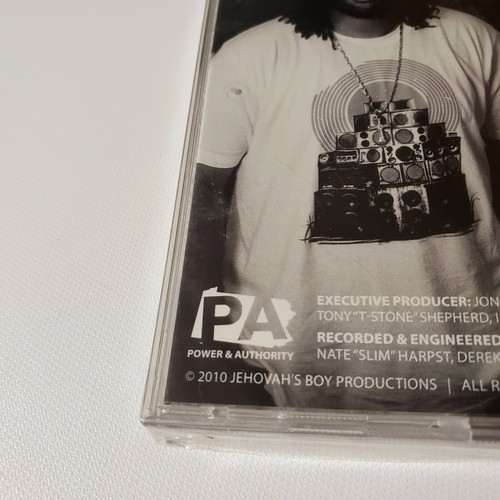 PA
POWER & AUTHORITY
EXECUTIVE PRODUCER: JON
TONY "T-STONE" SHEPHERD,
RECORDED & ENGINEERED
NATE "SLIM" HARPST, DEREK
© 2010 JEHOVAH'S BOY PRODUCTIONS | ALL R